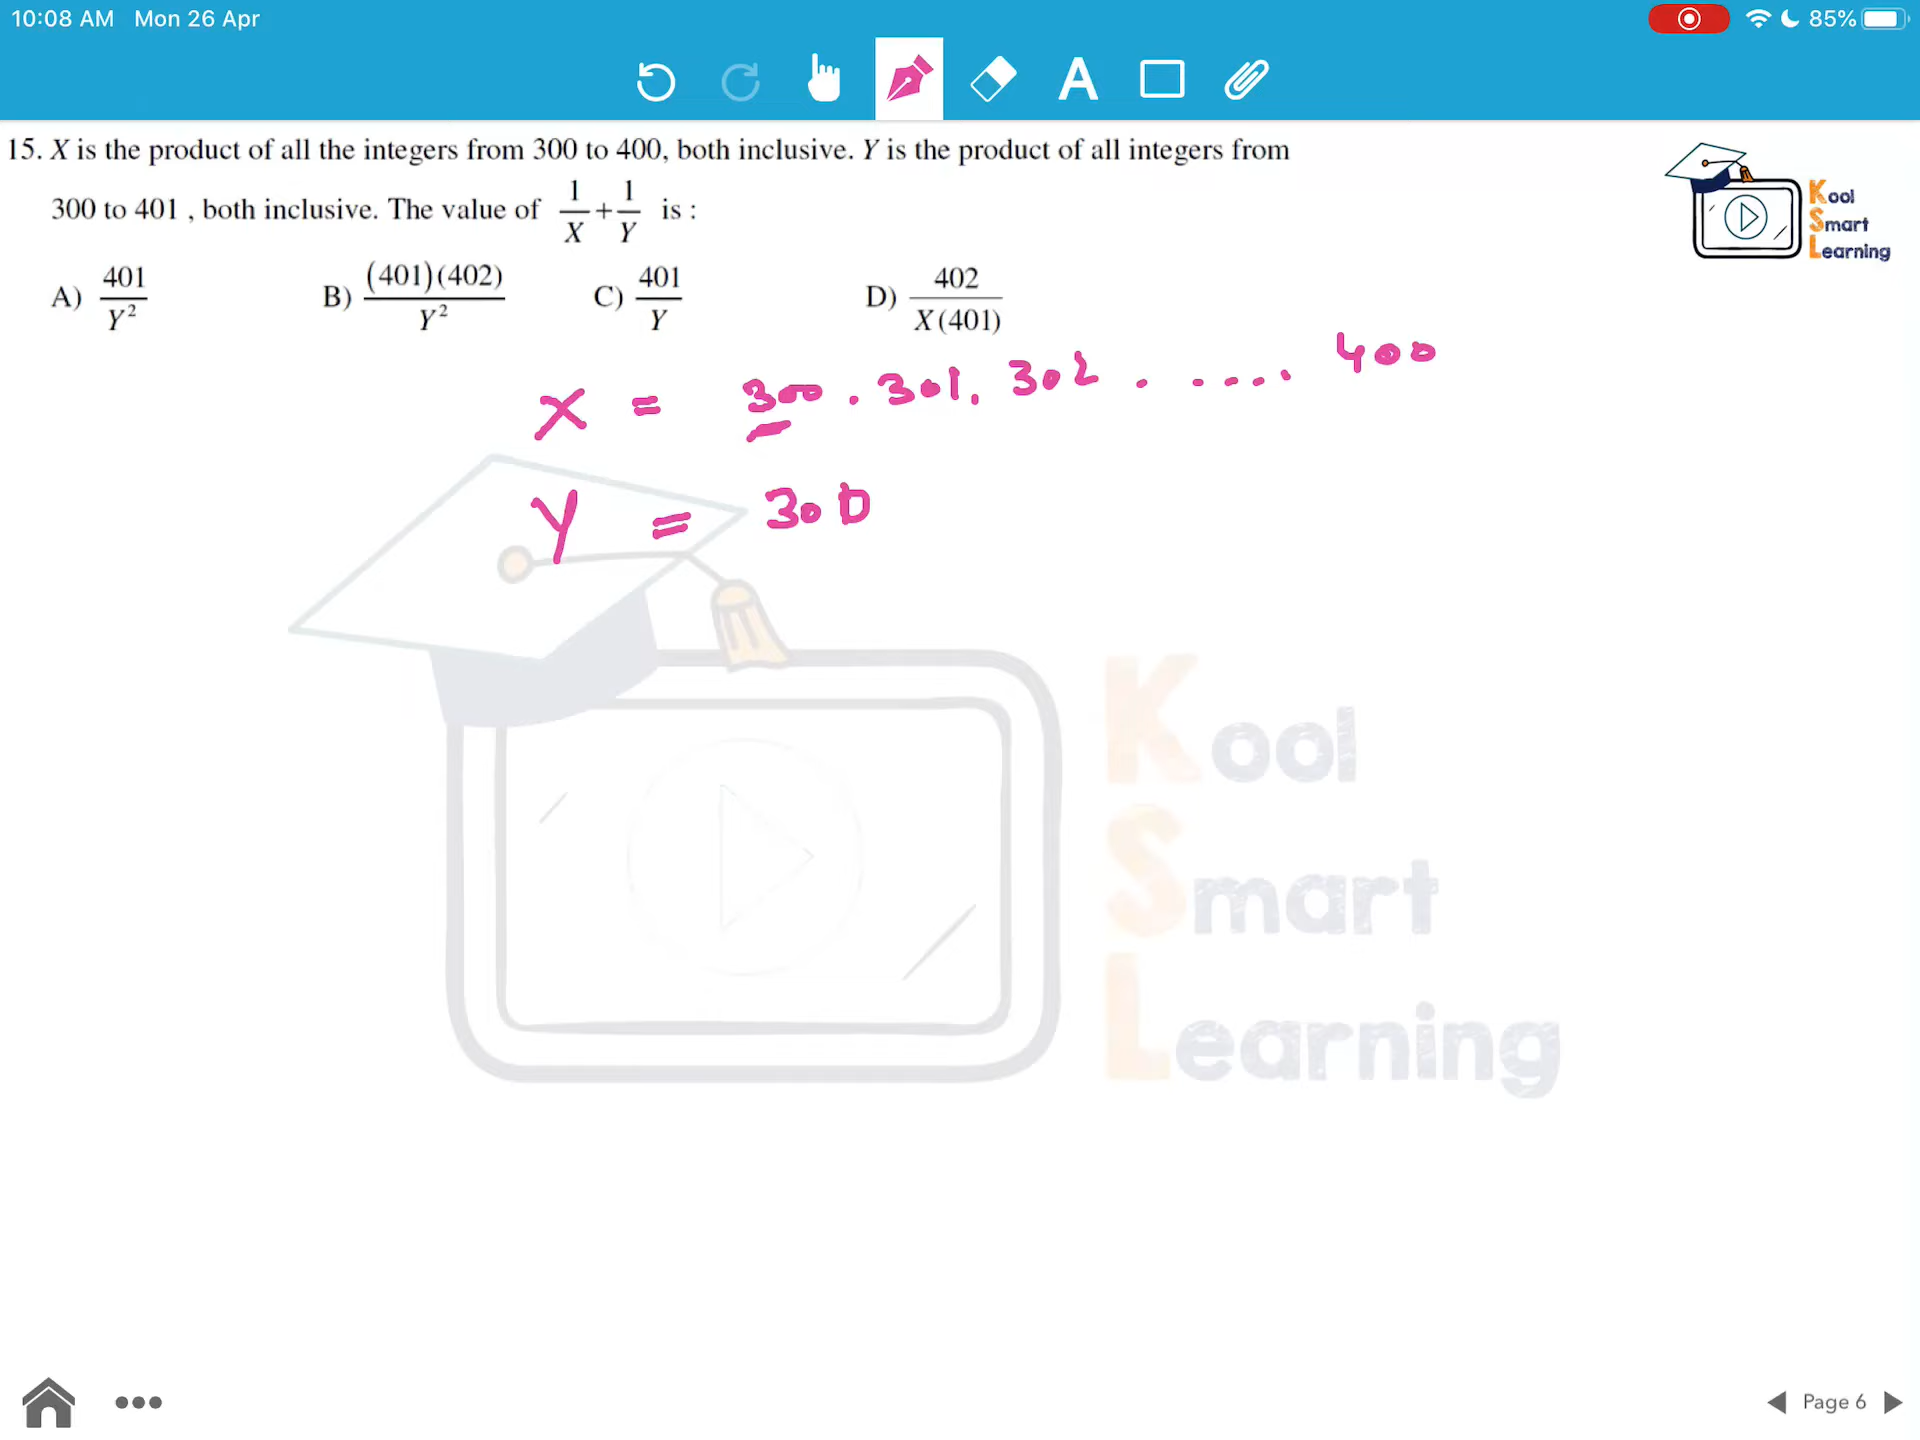 10:08 AM Mon 26 Apr 85%
15. X is the product of all the integers from 300 to 400, both inclusive. Y is the product of all integers from
300 to 401 , both inclusive. The value of 1/X + 1/Y is :
A) 401/Y² B) (401)(402)/Y² C) 401/Y D) 402/X(401)
Kool
Smart
Learning
X = 300 . 301 . 302 . . . . . . 400
Y = 300
Kool
Smart
Learning
Page 6